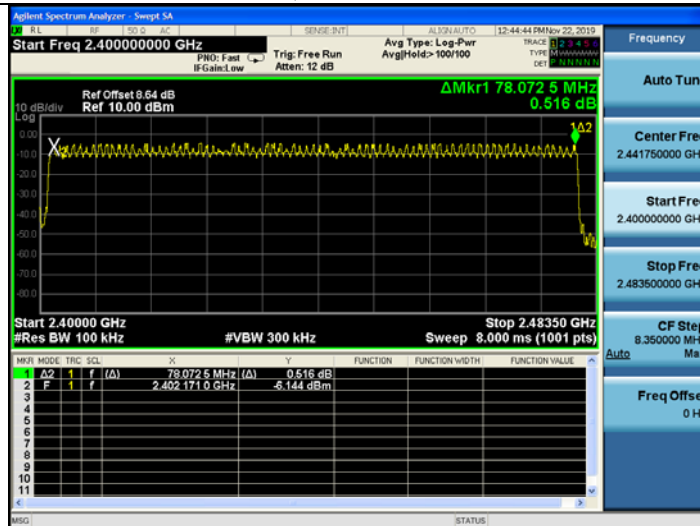 Agilent Spectrum Analyzer - Swept SA
RL RF 50 Ω AC SENSE:INT ALIGN AUTO 12:44:44 PM Nov 22, 2019
Start Freq 2.400000000 GHz
PNO: Fast
IFGain:Low
Trig: Free Run
Atten: 12 dB
Avg Type: Log-Pwr
Avg|Hold:> 100/100
TRACE 1 2 3 4 5 6
TYPE M
DET P N N N N N
Ref Offset 8.64 dB
Ref 10.00 dBm
10 dB/div
Log
ΔMkr1 78.072 5 MHz
0.516 dB
0.00
-10.0
-20.0
-30.0
-40.0
-50.0
-60.0
-70.0
-80.0
X
1Δ2
Start 2.40000 GHz
Stop 2.48350 GHz
#Res BW 100 kHz
#VBW 300 kHz
Sweep 8.000 ms (1001 pts)
MKR MODE TRC SCL X Y FUNCTION FUNCTION WIDTH FUNCTION VALUE
1 Δ2 1 f (Δ) 78.072 5 MHz (Δ) 0.516 dB
2 F 1 f 2.402 171 0 GHz -6.144 dBm
3
4
5
6
7
8
9
10
11
MSG
STATUS
Frequency
Auto Tun
Center Fre
2.441750000 GH
Start Fre
2.400000000 GH
Stop Fre
2.483500000 GH
CF Ste
8.350000 MH
Auto Ma
Freq Offse
0 H